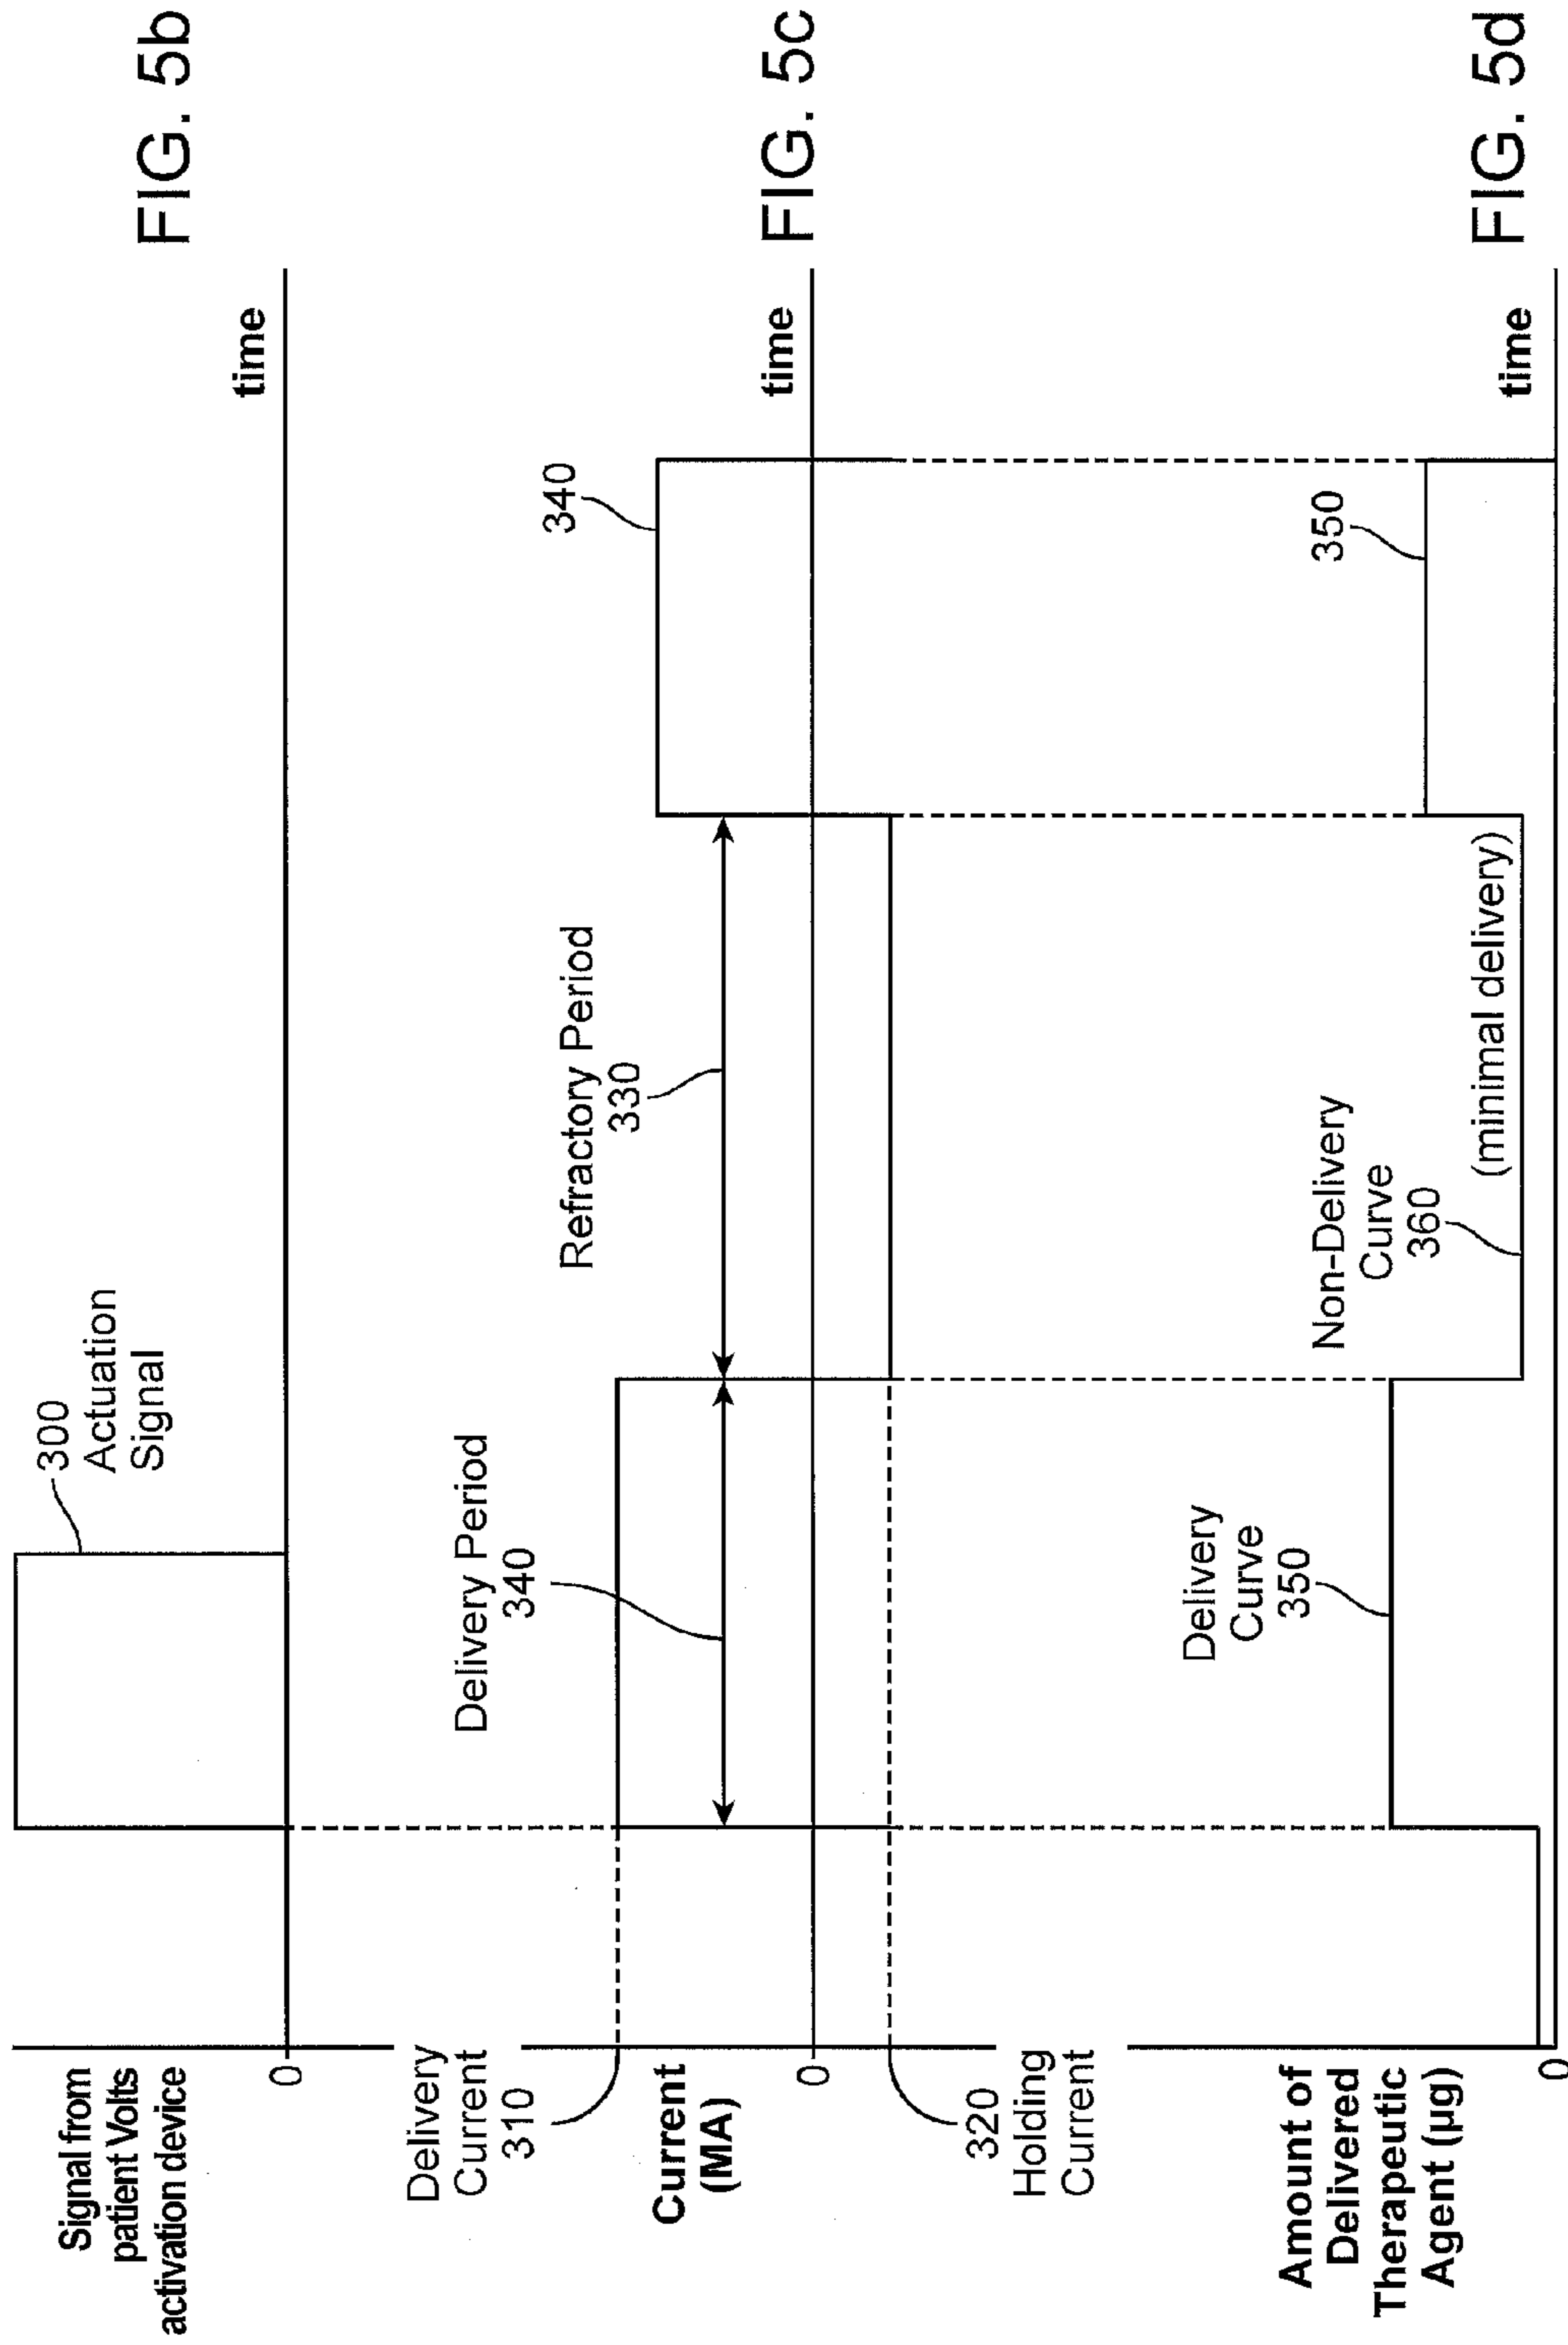 Signal from
patient Volts
activation device
0
300
Actuation
Signal
time
FIG. 5b
Delivery
Current
310
Current
(MA)
0
320
Holding
Current
Delivery Period
340
Refractory Period
330
340
time
FIG. 5c
Amount of
Delivered
Therapeutic
Agent (µg)
0
Delivery
Curve
350
Non-Delivery
Curve
360
(minimal delivery)
350
time
FIG. 5d